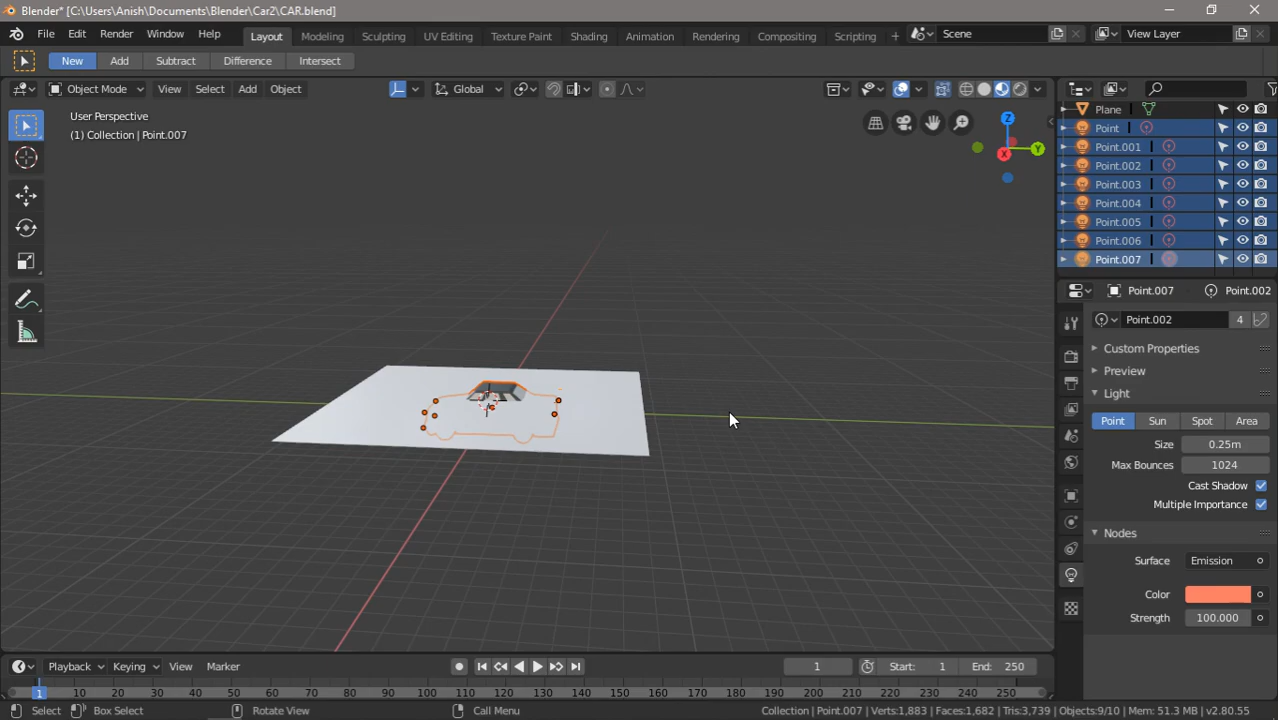 Blender* [C:\Users\Anish\Documents\Blender\Car2\CAR.blend]
File Edit Render Window Help Layout Modeling Sculpting UV Editing Texture Paint Shading Animation Rendering Compositing Scripting + Scene View Layer
New Add Subtract Difference Intersect
Object Mode View Select Add Object Global
User Perspective
(1) Collection | Point.007
Z
X
Y
Plane
Point
Point.001
Point.002
Point.003
Point.004
Point.005
Point.006
Point.007
Point.007 Point.002
Point.002 4
Custom Properties
Preview
Light
Point Sun Spot Area
Size 0.25m
Max Bounces 1024
Cast Shadow
Multiple Importance
Nodes
Surface Emission
Color
Strength 100.000
Playback Keying View Marker 1 Start: 1 End: 250
1 10 20 30 40 50 60 70 80 90 100 110 120 130 140 150 160 170 180 190 200 210 220 230 240 250
Select Box Select Rotate View Call Menu Collection | Point.007 | Verts:1,883 | Faces:1,682 | Tris:3,739 | Objects:9/10 | Mem: 51.3 MB | v2.80.55